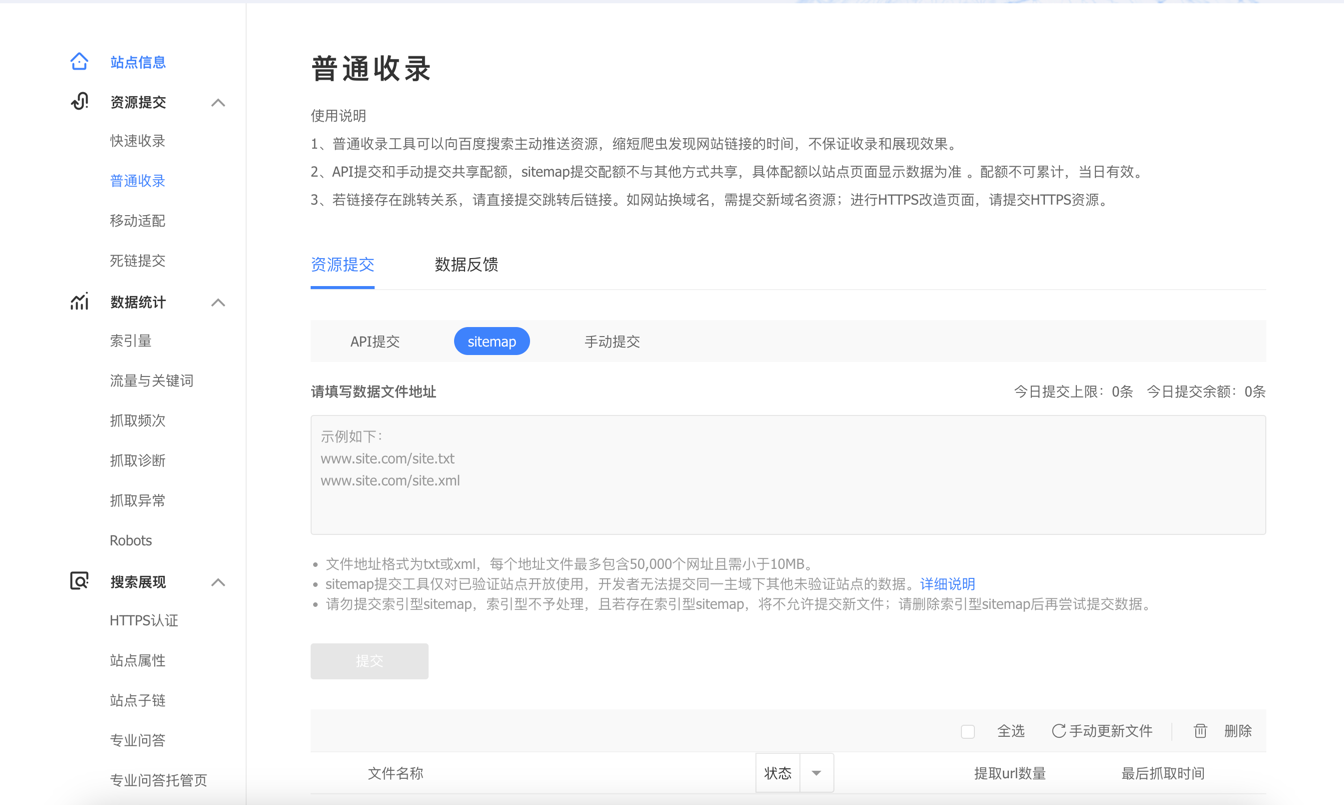 站点信息
资源提交
快速收录
普通收录
移动适配
死链提交
数据统计
索引量
流量与关键词
抓取频次
抓取诊断
抓取异常
Robots
搜索展现
HTTPS认证
站点属性
站点子链
专业问答
专业问答托管页
普通收录
使用说明
1、普通收录工具可以向百度搜索主动推送资源，缩短爬虫发现网站链接的时间，不保证收录和展现效果。
2、API提交和手动提交共享配额，sitemap提交配额不与其他方式共享，具体配额以站点页面显示数据为准 。配额不可累计，当日有效。
3、若链接存在跳转关系，请直接提交跳转后链接。如网站换域名，需提交新域名资源；进行HTTPS改造页面，请提交HTTPS资源。
资源提交 数据反馈
API提交 sitemap 手动提交
请填写数据文件地址 今日提交上限：0条 今日提交余额：0条
示例如下：
www.site.com/site.txt
www.site.com/site.xml
文件地址格式为txt或xml，每个地址文件最多包含50,000个网址且需小于10MB。
sitemap提交工具仅对已验证站点开放使用，开发者无法提交同一主域下其他未验证站点的数据。详细说明
请勿提交索引型sitemap，索引型不予处理，且若存在索引型sitemap，将不允许提交新文件；请删除索引型sitemap后再尝试提交数据。
提交
全选 手动更新文件 删除
文件名称 状态 提取url数量 最后抓取时间